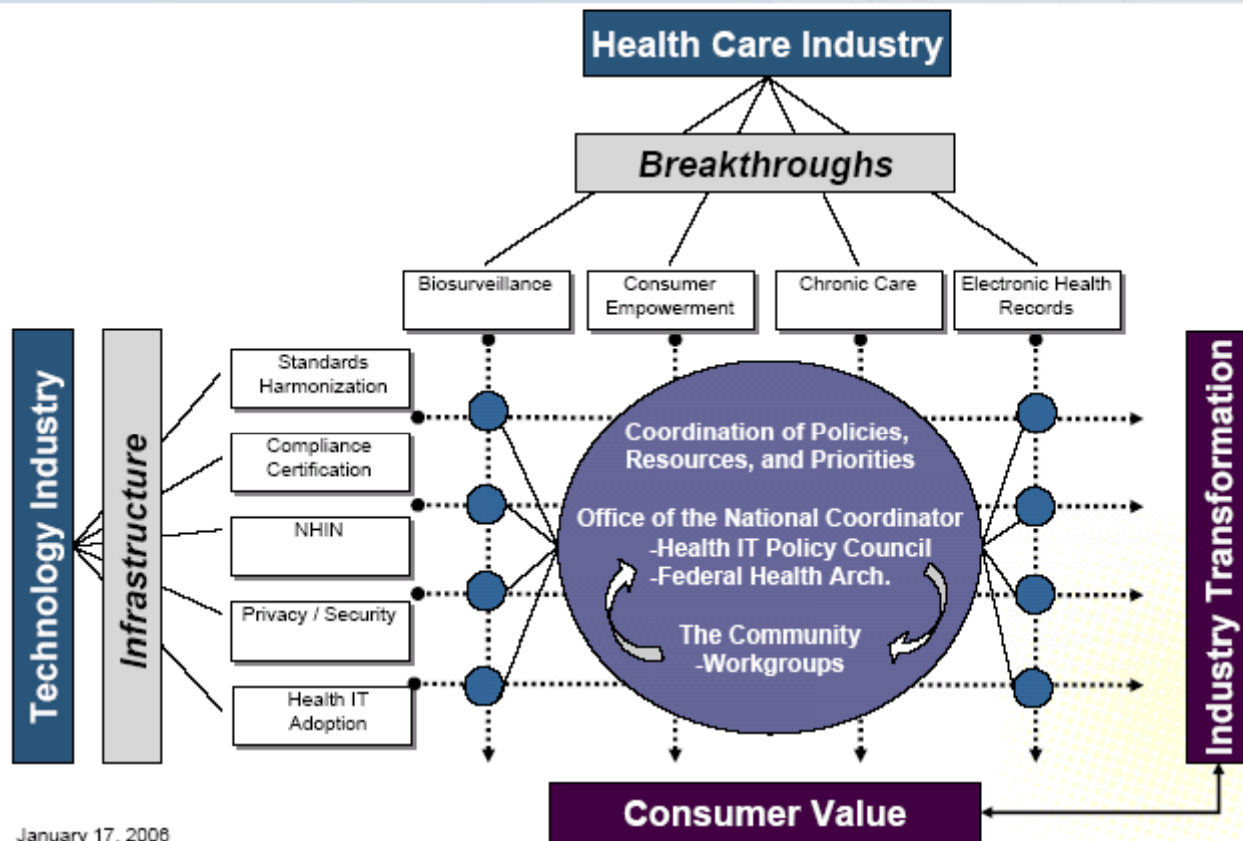 Health Care Industry
Breakthroughs
Biosurveillance
Consumer
Empowerment
Chronic Care
Electronic Health
Records
Technology Industry
Infrastructure
Standards
Harmonization
Compliance
Certification
NHIN
Privacy / Security
Health IT
Adoption
Coordination of Policies,
Resources, and Priorities
Office of the National Coordinator
-Health IT Policy Council
-Federal Health Arch.
The Community
-Workgroups
Industry Transformation
Consumer Value
January 17, 2006